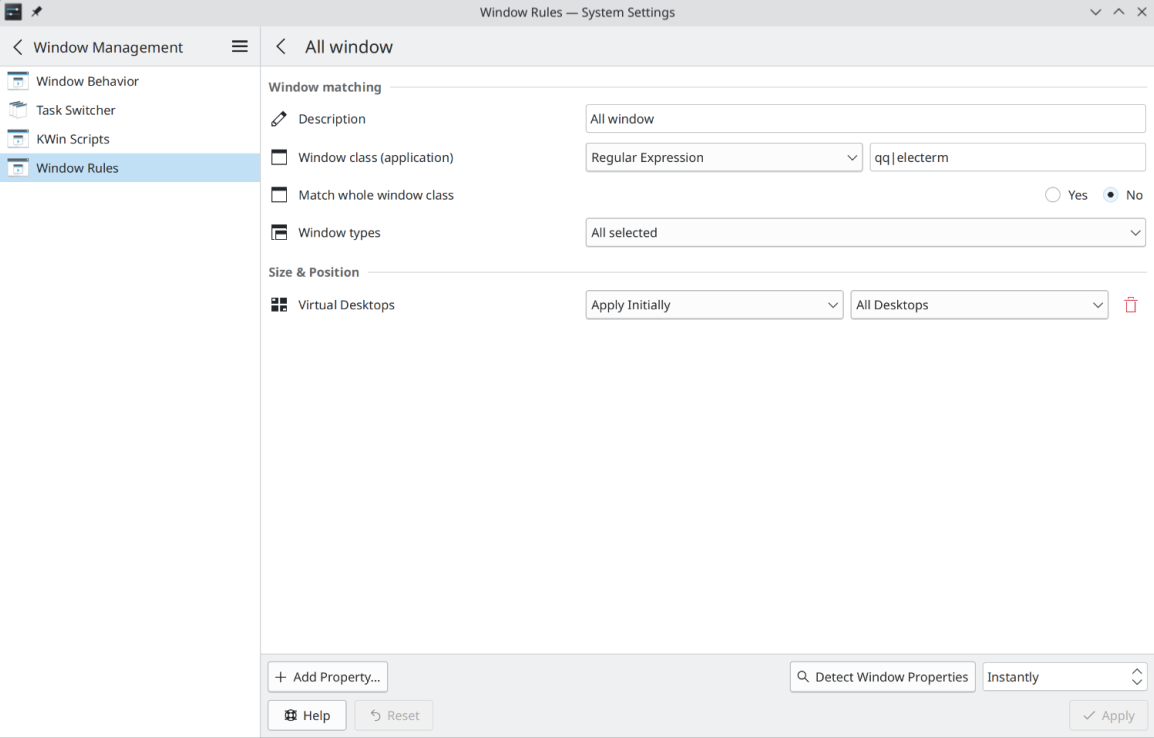 Window Rules — System Settings
Window Management
All window
Window Behavior
Task Switcher
KWin Scripts
Window Rules
Window matching
Description
All window
Window class (application)
Regular Expression
qq|electerm
Match whole window class
Yes
No
Window types
All selected
Size & Position
Virtual Desktops
Apply Initially
All Desktops
Add Property...
Detect Window Properties
Instantly
Help
Reset
Apply